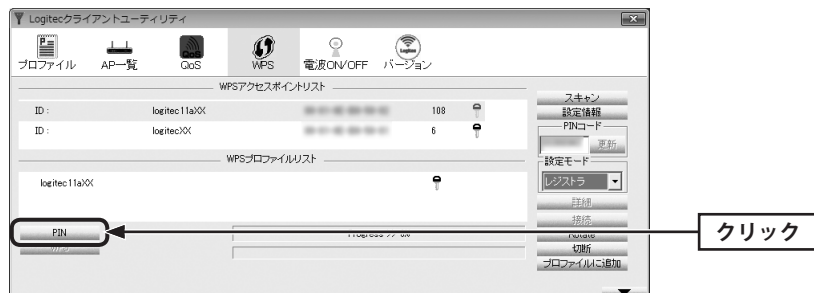 Logitecクライアントユーティリティ
プロファイル AP一覧 QoS WPS 電波ON/OFF バージョン
WPSアクセスポイントリスト
ID : logitec11aXX 108
ID : logitecXX 6
WPSプロファイルリスト
logitec11aXX
スキャン
設定情報
PINコード
更新
設定モード
レジストラ
詳細
接続
Rotate
切断
プロファイルに追加
PIN
Progress >> 0%
クリック